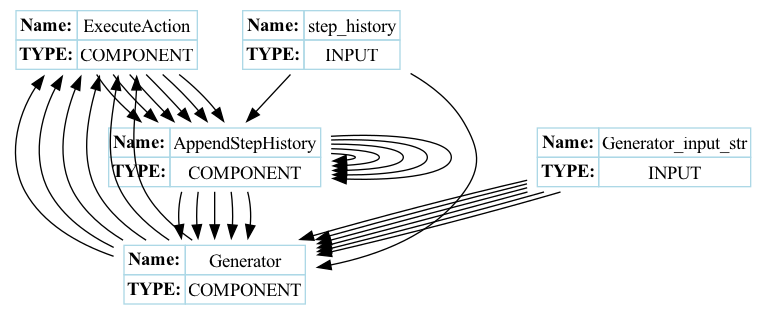 Name: ExecuteAction
TYPE: COMPONENT
Name: step_history
TYPE: INPUT
Name: AppendStepHistory
TYPE: COMPONENT
Name: Generator_input_str
TYPE: INPUT
Name: Generator
TYPE: COMPONENT